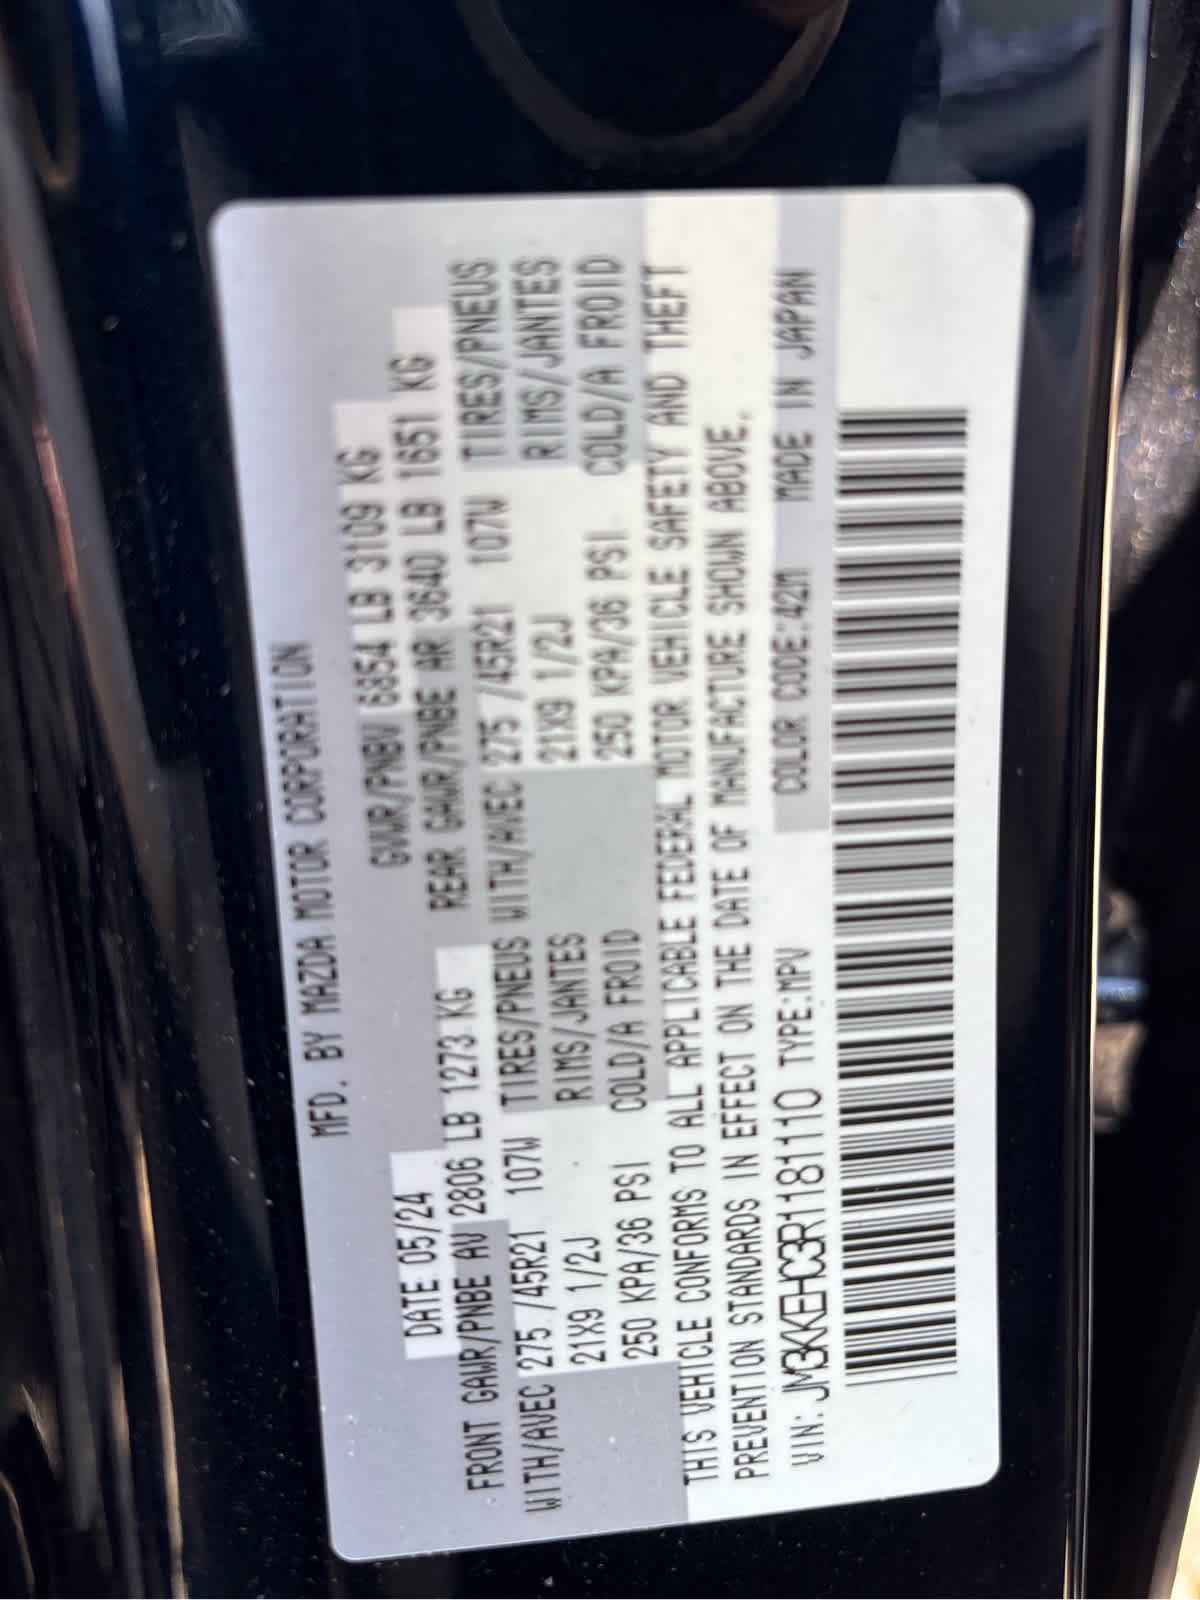 MFD. BY MAZDA MOTOR CORPORATION
DATE 05/24 GVWR/PNBV 6854 LB 3109 KG
FRONT GAWR/PNBE AV 2806 LB 1273 KG REAR GAWR/PNBE AR 3640 LB 1651 KG
WITH/AVEC 275 /45R21 107W TIRES/PNEUS WITH/AVEC 275 /45R21 107W TIRES/PNEUS
21X9 1/2J RIMS/JANTES 21X9 1/2J RIMS/JANTES
250 KPA/36 PSI COLD/A FROID 250 KPA/36 PSI COLD/A FROID
THIS VEHICLE CONFORMS TO ALL APPLICABLE FEDERAL MOTOR VEHICLE SAFETY AND THEFT
PREVENTION STANDARDS IN EFFECT ON THE DATE OF MANUFACTURE SHOWN ABOVE.
VIN: JM3KKEHC3R1181110 TYPE:MPV COLOR CODE:42M MADE IN JAPAN